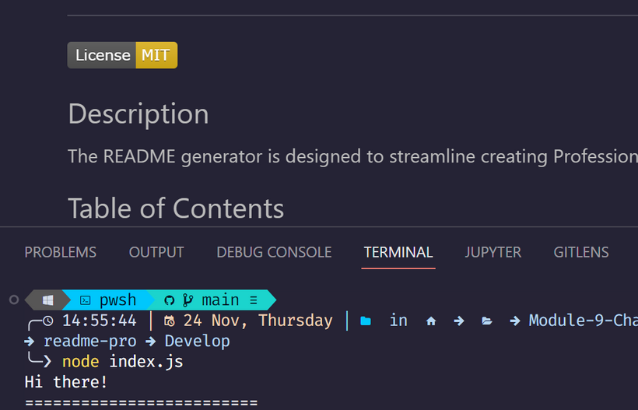 License MIT
Description
The README generator is designed to streamline creating Profession
Table of Contents
PROBLEMS OUTPUT DEBUG CONSOLE TERMINAL JUPYTER GITLENS
pwsh main
14:55:44 | 24 Nov, Thursday | in → → Module-9-Cha
→ readme-pro → Develop
node index.js
Hi there!
=========================